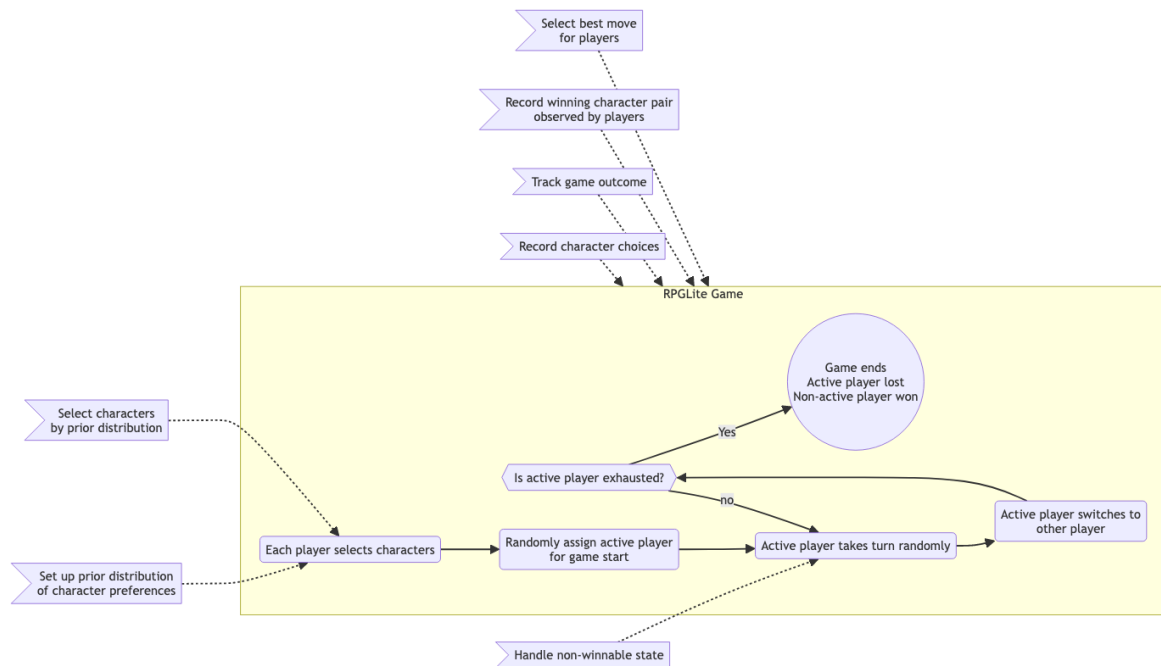 Select best move
for players
Record winning character pair
observed by players
Track game outcome
Record character choices
RPGLite Game
Game ends
Active player lost
Non-active player won
Select characters
by prior distribution
Yes
Is active player exhausted?
no
Active player switches to
other player
Each player selects characters
Randomly assign active player
for game start
Active player takes turn randomly
Set up prior distribution
of character preferences
Handle non-winnable state